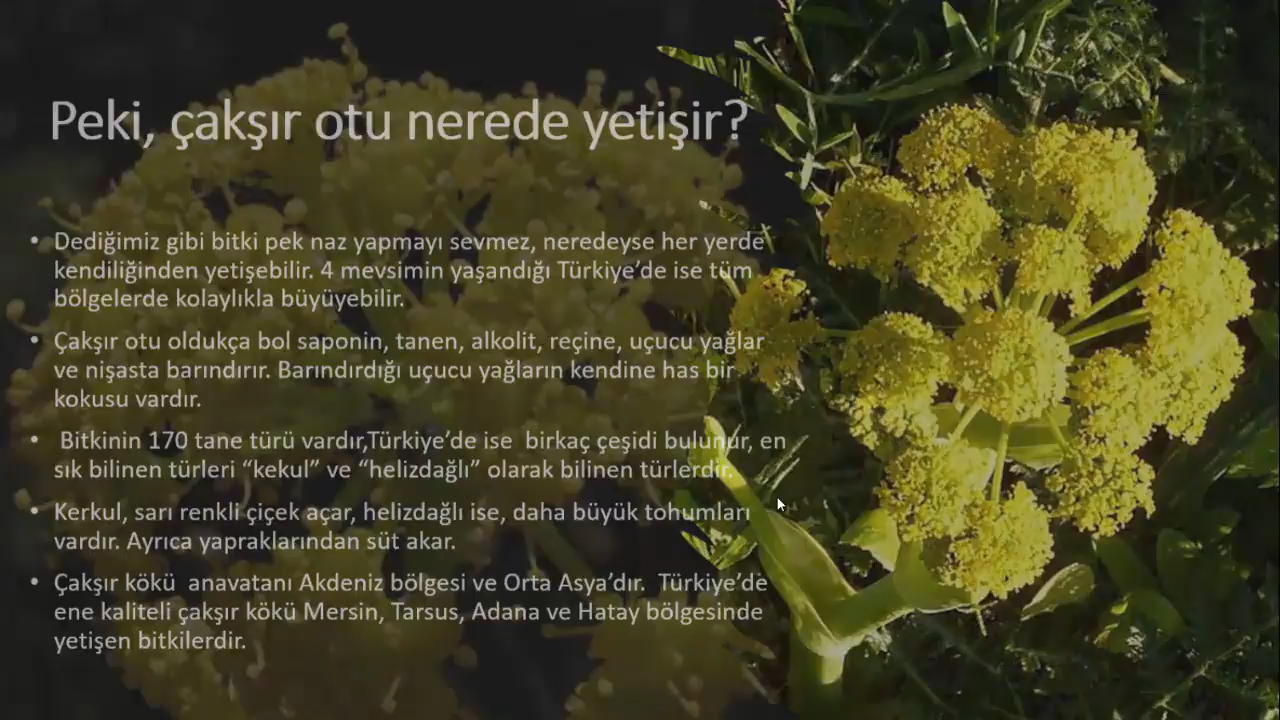 Peki, çakşır otu nerede yetişir?
• Dediğimiz gibi bitki pek naz yapmayı sevmez, neredeyse her yerde
kendiliğinden yetişebilir. 4 mevsimin yaşandığı Türkiye’de ise tüm
bölgelerde kolaylıkla büyüyebilir.
• Çakşır otu oldukça bol saponin, tanen, alkolit, reçine, uçucu yağlar
ve nişasta barındırır. Barındırdığı uçucu yağların kendine has bir
kokusu vardır.
• Bitkinin 170 tane türü vardır,Türkiye’de ise birkaç çeşidi bulunur, en
sık bilinen türleri “kekul” ve “helizdağlı” olarak bilinen türlerdir.
• Kerkul, sarı renkli çiçek açar, helizdağlı ise, daha büyük tohumları
vardır. Ayrıca yapraklarından süt akar.
• Çakşır kökü anavatanı Akdeniz bölgesi ve Orta Asya’dır. Türkiye’de
ene kaliteli çakşır kökü Mersin, Tarsus, Adana ve Hatay bölgesinde
yetişen bitkilerdir.